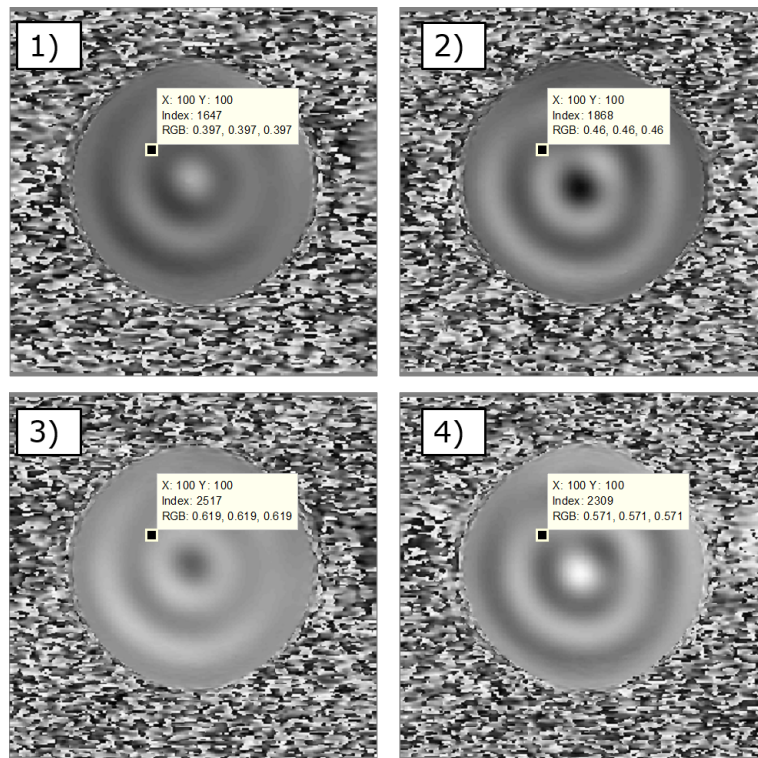 1)
X: 100 Y: 100
Index: 1647
RGB: 0.397, 0.397, 0.397
2)
X: 100 Y: 100
Index: 1868
RGB: 0.46, 0.46, 0.46
3)
X: 100 Y: 100
Index: 2517
RGB: 0.619, 0.619, 0.619
4)
X: 100 Y: 100
Index: 2309
RGB: 0.571, 0.571, 0.571